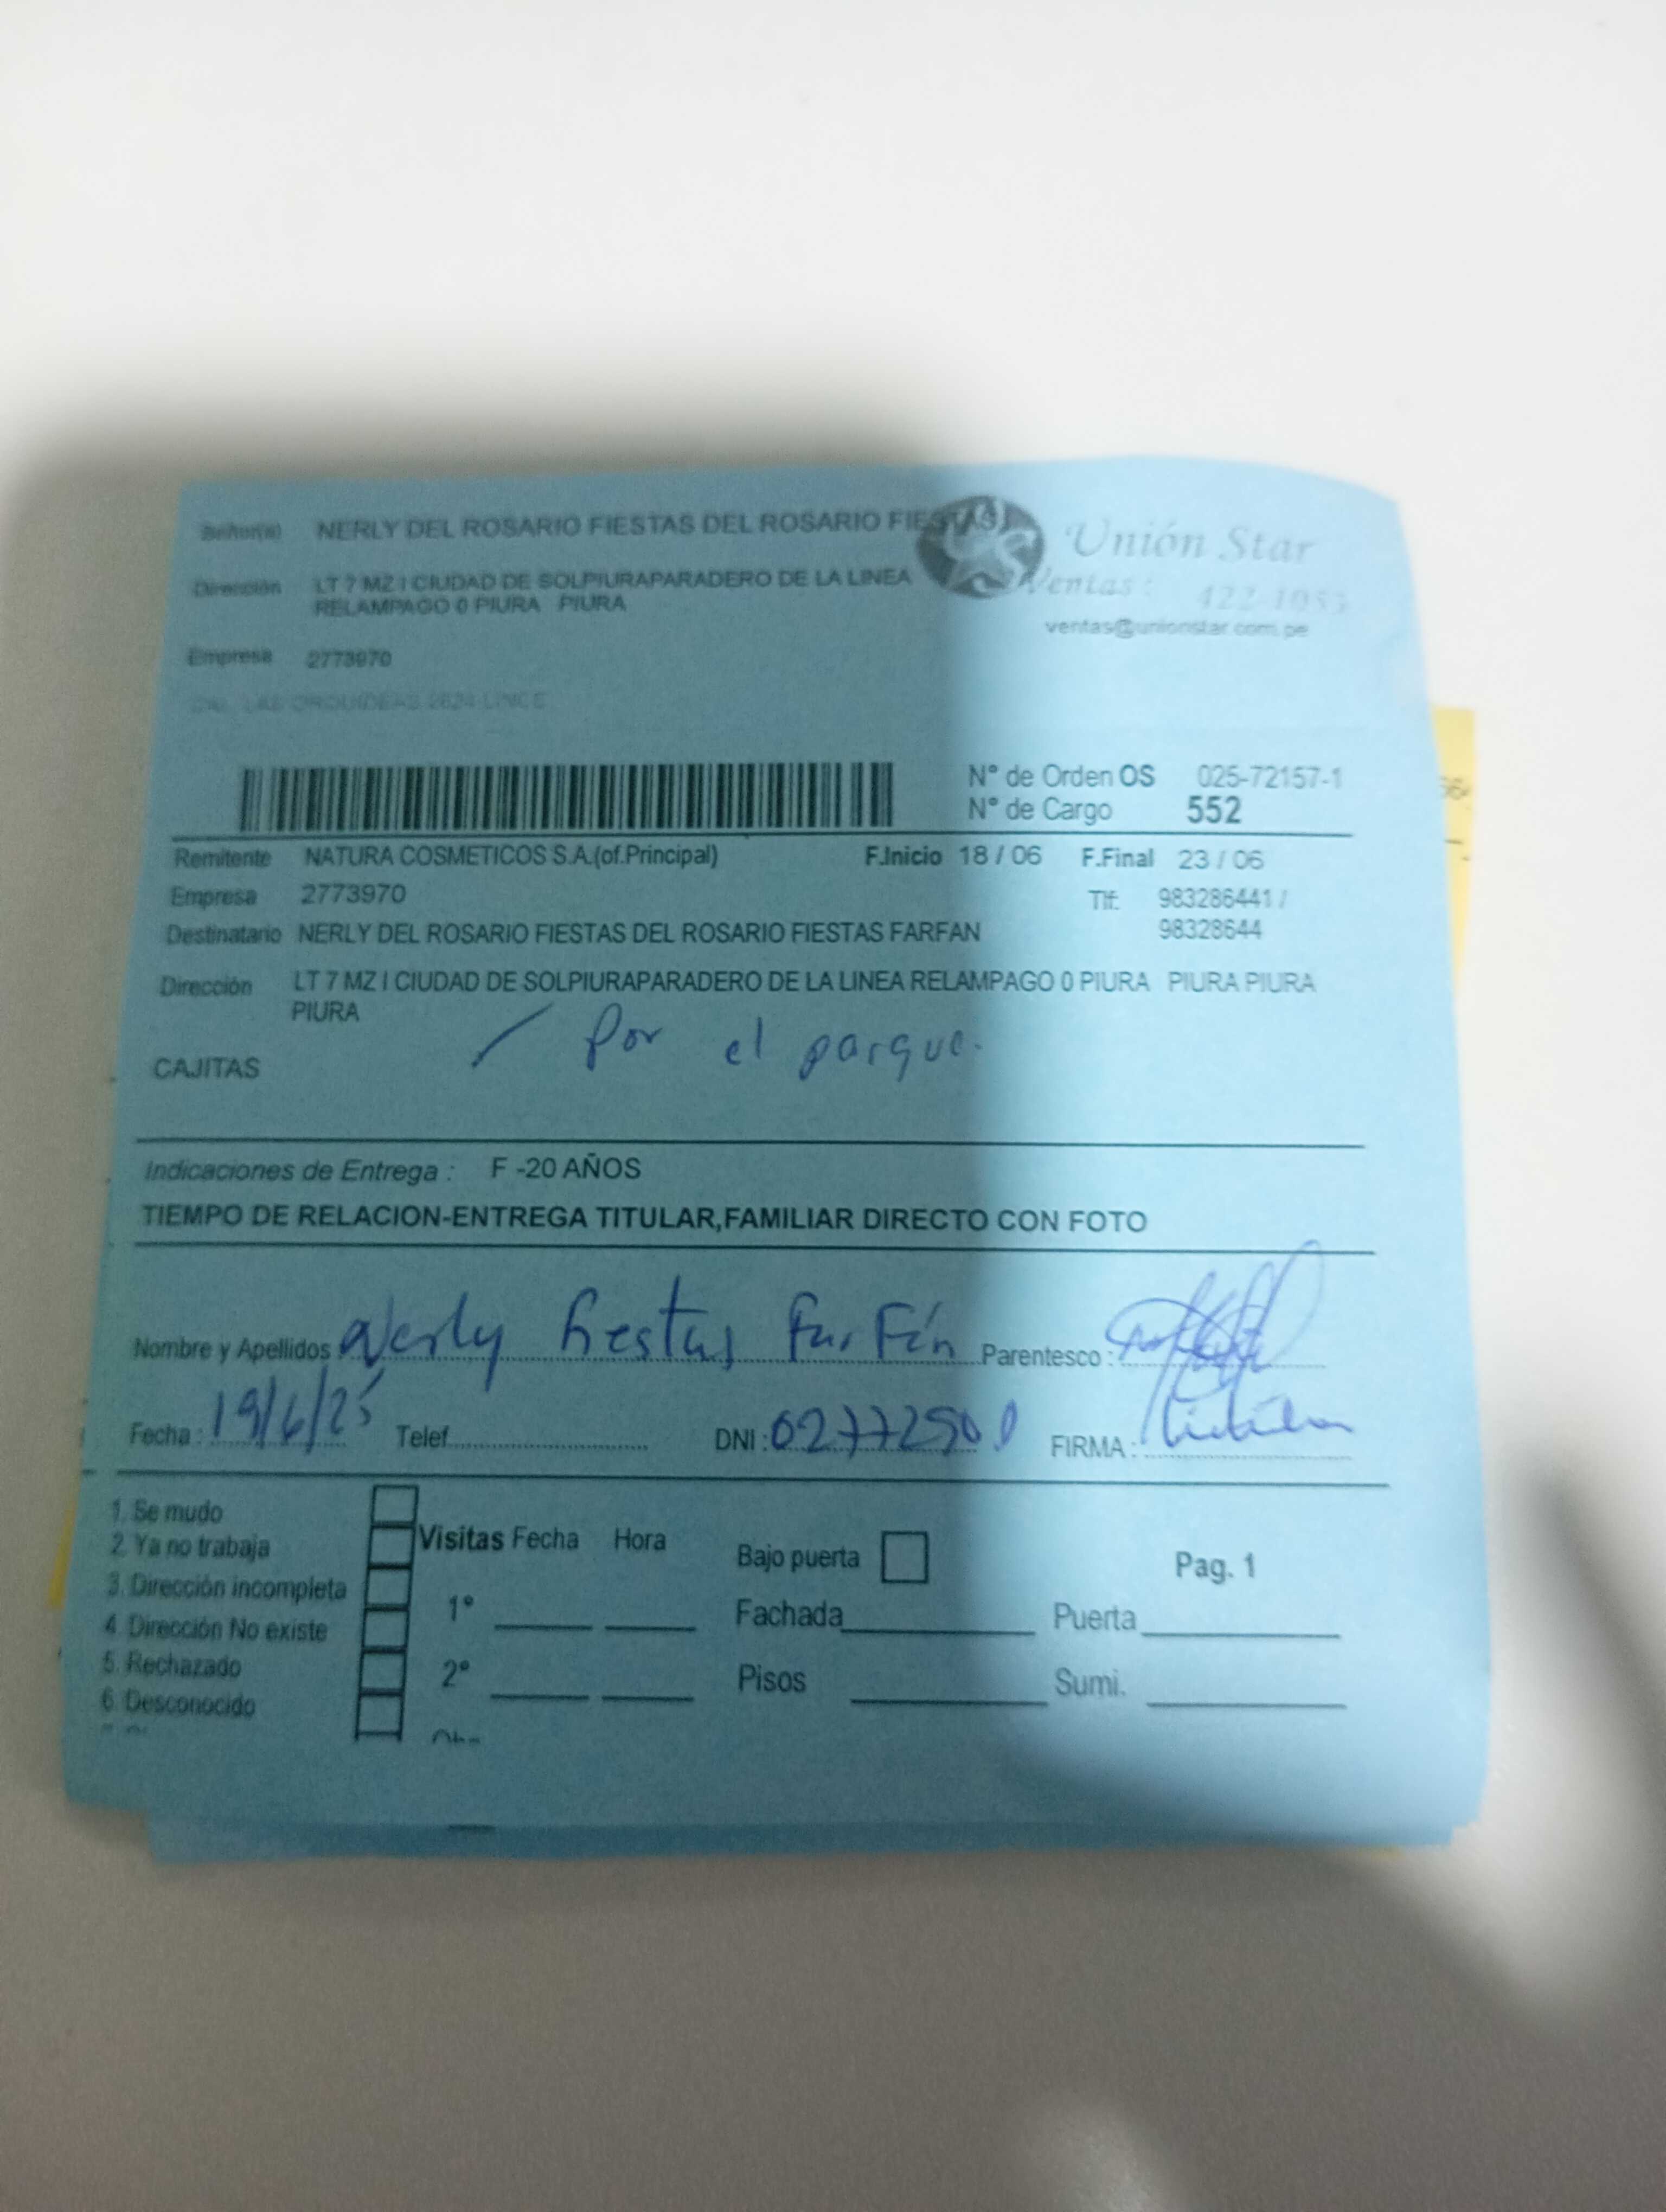 Señor(a) NERLY DEL ROSARIO FIESTAS DEL ROSARIO FIESTAS
Unión Star
Dirección LT 7 MZ I CIUDAD DE SOLPIURAPARADERO DE LA LINEA
RELAMPAGO 0 PIURA PIURA
Ventas: 422-1053
ventas@unionstar.com.pe
Empresa 2773970
CAL LAS ORQUIDEAS 2624 LINCE
N° de Orden OS 025-72157-1
N° de Cargo 552
Remitente NATURA COSMETICOS S.A.(of.Principal) F.Inicio 18 / 06 F.Final 23 / 06
Empresa 2773970 Tlf: 983286441 /
Destinatario NERLY DEL ROSARIO FIESTAS DEL ROSARIO FIESTAS FARFAN 98328644
Dirección LT 7 MZ I CIUDAD DE SOLPIURAPARADERO DE LA LINEA RELAMPAGO 0 PIURA PIURA PIURA
PIURA
/ Por el parque.
CAJITAS
Indicaciones de Entrega : F -20 AÑOS
TIEMPO DE RELACION-ENTREGA TITULAR,FAMILIAR DIRECTO CON FOTO
Nombre y Apellidos Nerly Fiestas Farfán Parentesco :
Fecha : 19/6/25 Telef. DNI : FIRMA : titular
1. Se mudo
2. Ya no trabaja
3. Dirección incompleta
4. Dirección No existe
5. Rechazado
6. Desconocido
Visitas Fecha Hora
1°
2°
Bajo puerta
Fachada
Pisos
Pag. 1
Puerta
Sumi.